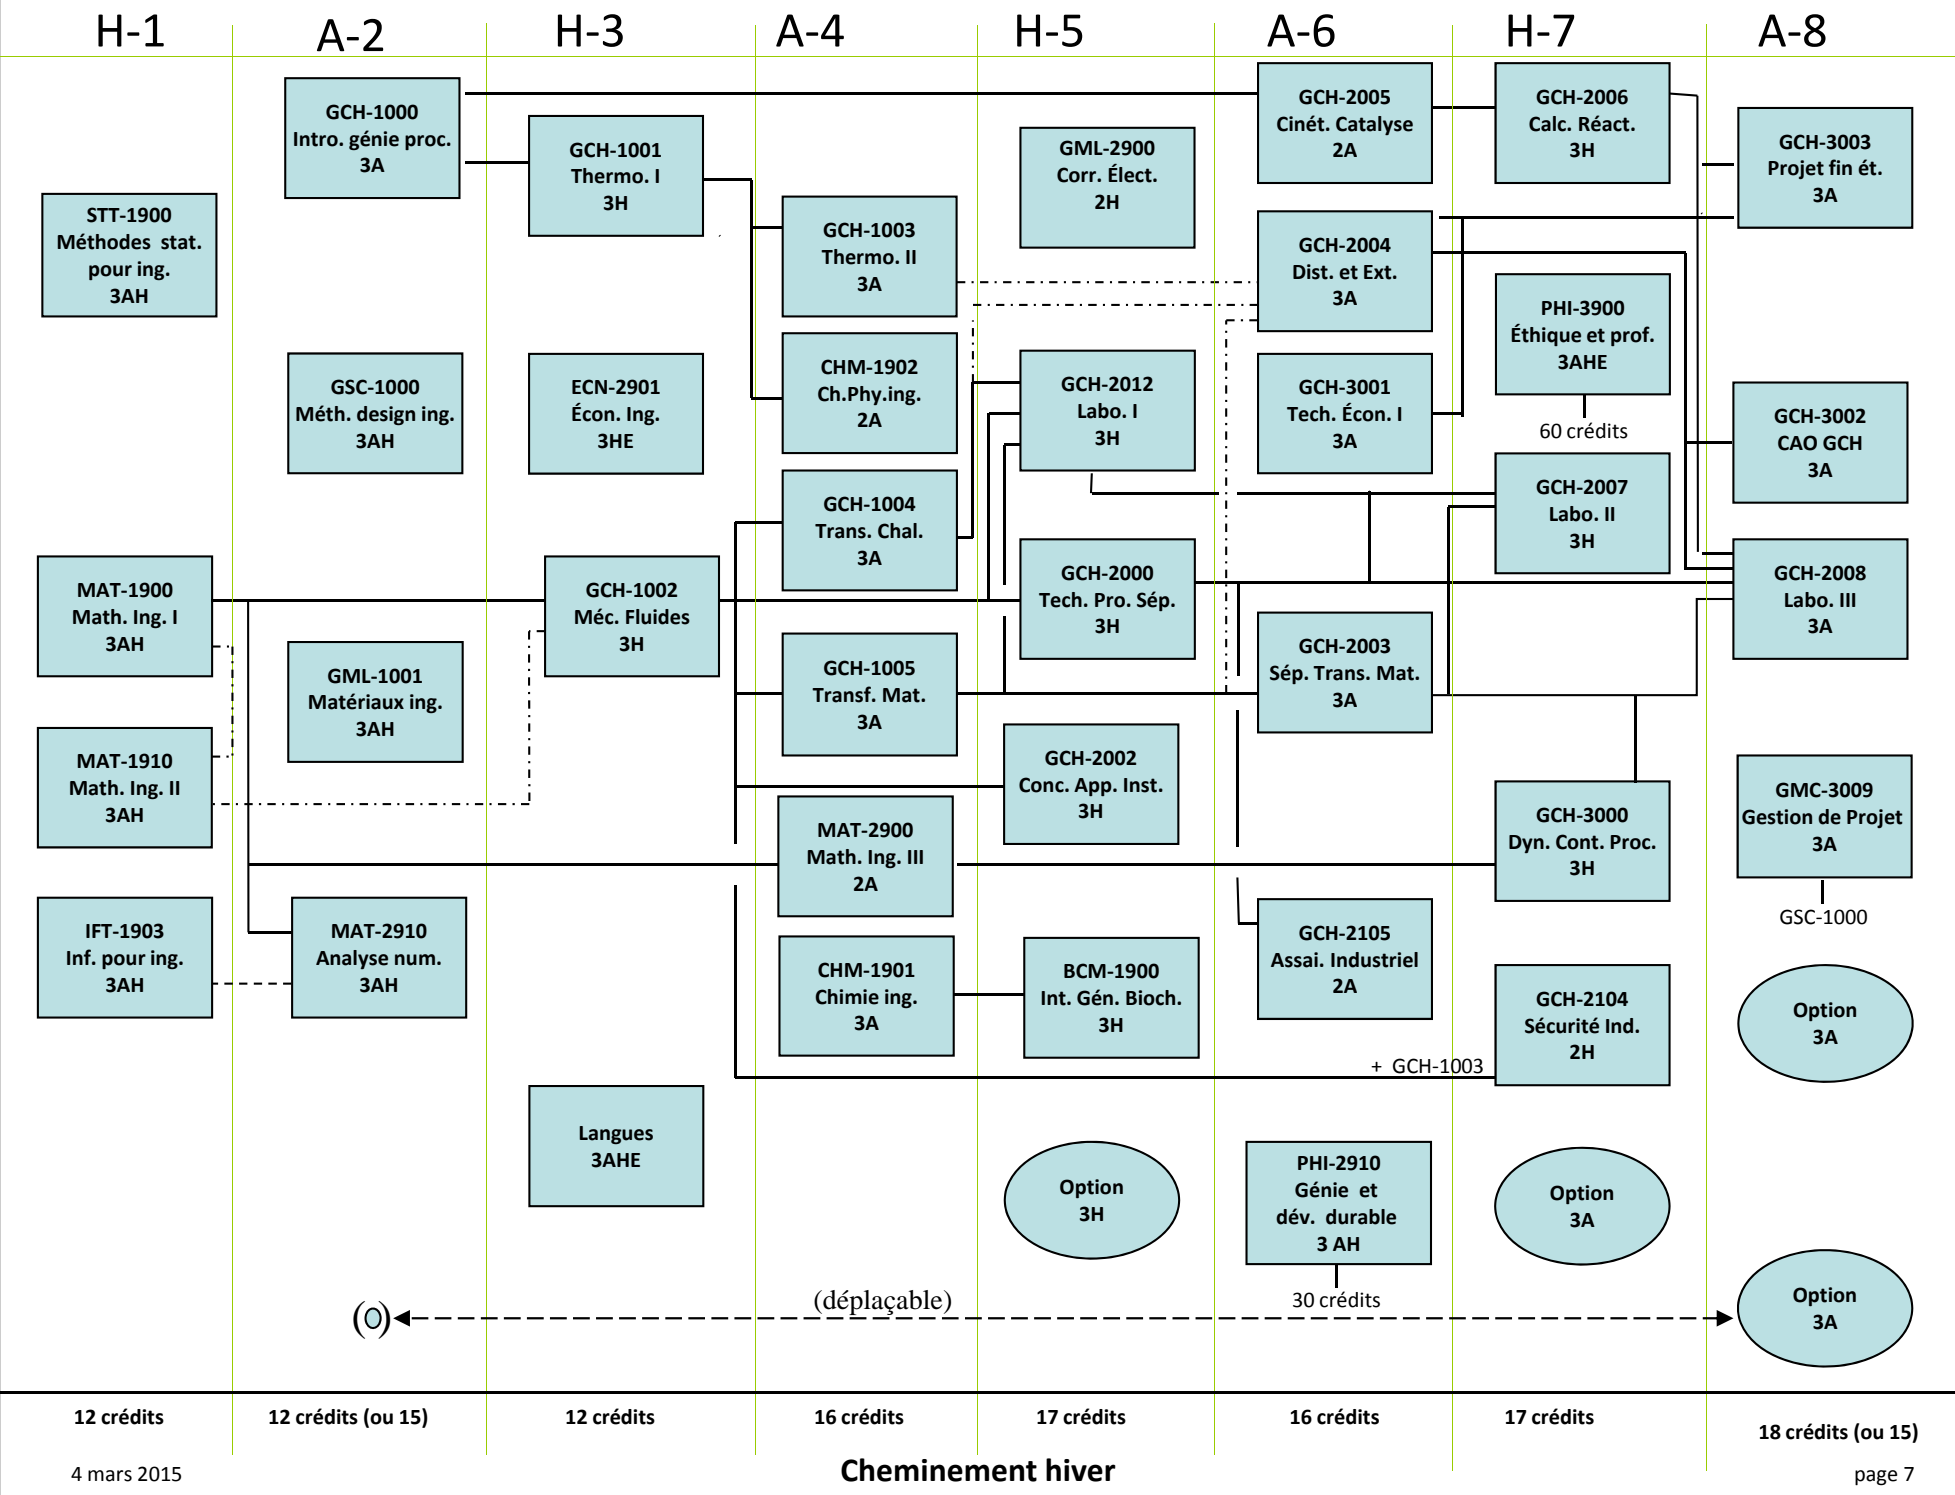 H-1
A-2
H-3
A-4
H-5
A-6
H-7
A-8
STT-1900
Méthodes stat.
pour ing.
3AH
MAT-1900
Math. Ing. I
3AH
MAT-1910
Math. Ing. II
3AH
IFT-1903
Inf. pour ing.
3AH
GCH-1000
Intro. génie proc.
3A
GSC-1000
Méth. design ing.
3AH
GML-1001
Matériaux ing.
3AH
MAT-2910
Analyse num.
3AH
GCH-1001
Thermo. I
3H
ECN-2901
Écon. Ing.
3HE
GCH-1002
Méc. Fluides
3H
Langues
3AHE
GCH-1003
Thermo. II
3A
CHM-1902
Ch.Phy.ing.
2A
GCH-1004
Trans. Chal.
3A
GCH-1005
Transf. Mat.
3A
MAT-2900
Math. Ing. III
2A
CHM-1901
Chimie ing.
3A
GML-2900
Corr. Élect.
2H
GCH-2012
Labo. I
3H
GCH-2000
Tech. Pro. Sép.
3H
GCH-2002
Conc. App. Inst.
3H
BCM-1900
Int. Gén. Bioch.
3H
Option
3H
GCH-2005
Cinét. Catalyse
2A
GCH-2004
Dist. et Ext.
3A
GCH-3001
Tech. Écon. I
3A
GCH-2003
Sép. Trans. Mat.
3A
GCH-2105
Assai. Industriel
2A
+ GCH-1003
PHI-2910
Génie et
dév. durable
3 AH
30 crédits
GCH-2006
Calc. Réact.
3H
PHI-3900
Éthique et prof.
3AHE
60 crédits
GCH-2007
Labo. II
3H
GCH-3000
Dyn. Cont. Proc.
3H
GCH-2104
Sécurité Ind.
2H
Option
3A
GCH-3003
Projet fin ét.
3A
GCH-3002
CAO GCH
3A
GCH-2008
Labo. III
3A
GMC-3009
Gestion de Projet
3A
GSC-1000
Option
3A
Option
3A
( )
(déplaçable)
12 crédits
12 crédits (ou 15)
12 crédits
16 crédits
17 crédits
16 crédits
17 crédits
18 crédits (ou 15)
4 mars 2015
Cheminement hiver
page 7